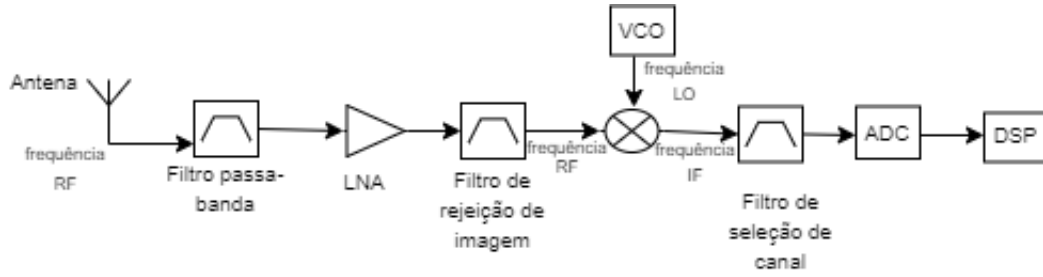 VCO
frequência
LO
Antena
ADC
DSP
frequência
RF
Filtro passa-
banda
LNA
Filtro de
rejeição de
imagem
frequência
RF
frequência
IF
Filtro de
seleção de
canal